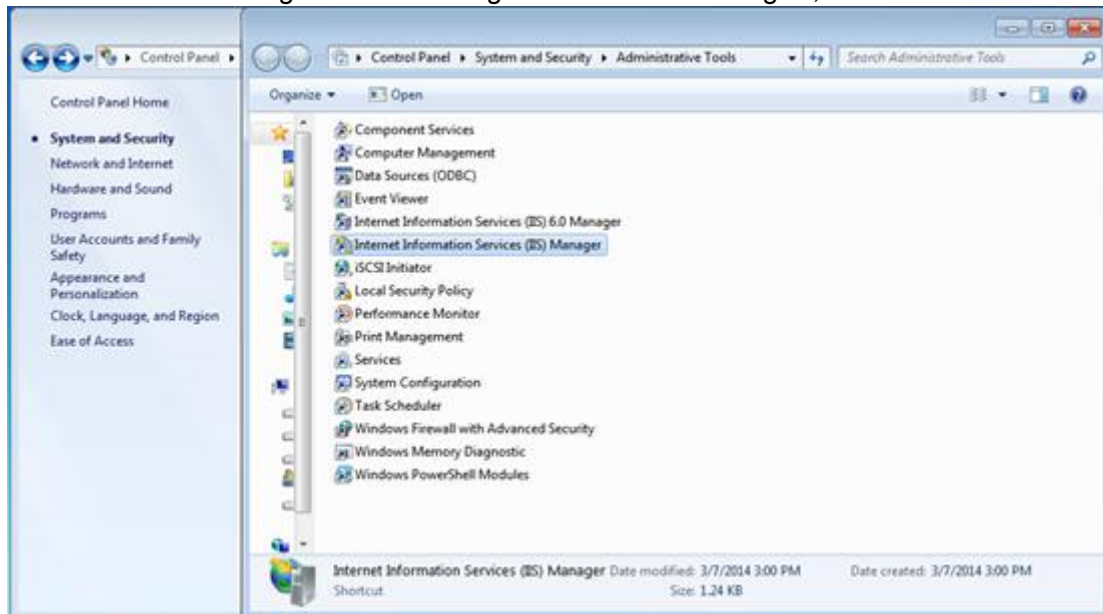 Control Panel
Control Panel Home
System and Security
Network and Internet
Hardware and Sound
Programs
User Accounts and Family
Safety
Appearance and
Personalization
Clock, Language, and Region
Ease of Access
Control Panel System and Security Administrative Tools
Search Administrative Tools
Organize Open
Component Services
Computer Management
Data Sources (ODBC)
Event Viewer
Internet Information Services (IIS) 6.0 Manager
Internet Information Services (IIS) Manager
iSCSI Initiator
Local Security Policy
Performance Monitor
Print Management
Services
System Configuration
Task Scheduler
Windows Firewall with Advanced Security
Windows Memory Diagnostic
Windows PowerShell Modules
Internet Information Services (IIS) Manager Date modified: 3/7/2014 3:00 PM Date created: 3/7/2014 3:00 PM
Shortcut Size: 1.24 KB